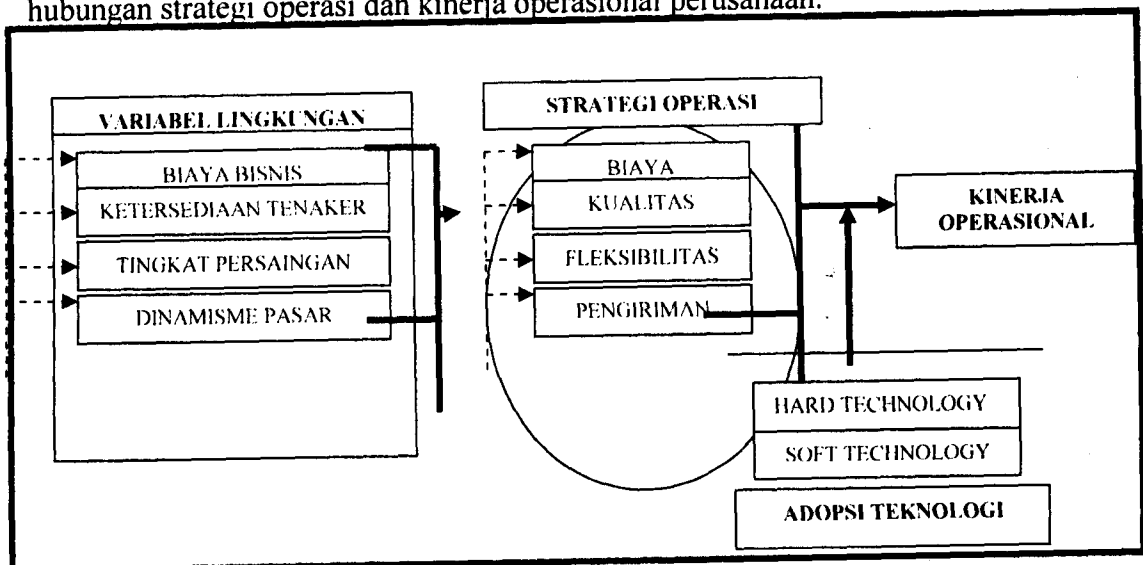 hubungan strategi operasi dan kinerja operasional perusahaan.
VARIABEL LINGKUNGAN
BIAYA BISNIS
KETERSEDIAAN TENAKER
TINGKAT PERSAINGAN
DINAMISME PASAR
STRATEGI OPERASI
BIAYA
KUALITAS
FLEKSIBILITAS
PENGIRIMAN
KINERJA
OPERASIONAL
HARD TECHNOLOGY
SOFT TECHNOLOGY
ADOPSI TEKNOLOGI